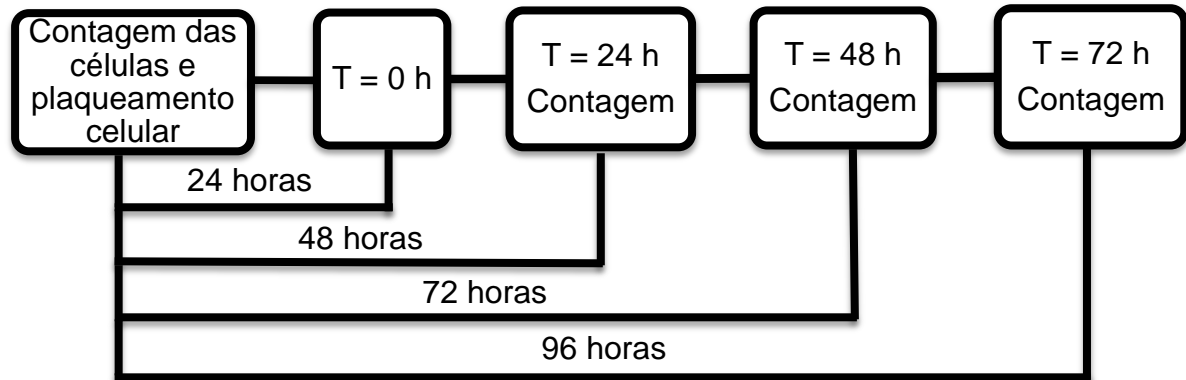 Contagem das
células e
plaqueamento
celular
T = 0 h
T = 24 h
Contagem
T = 48 h
Contagem
T = 72 h
Contagem
24 horas
48 horas
72 horas
96 horas